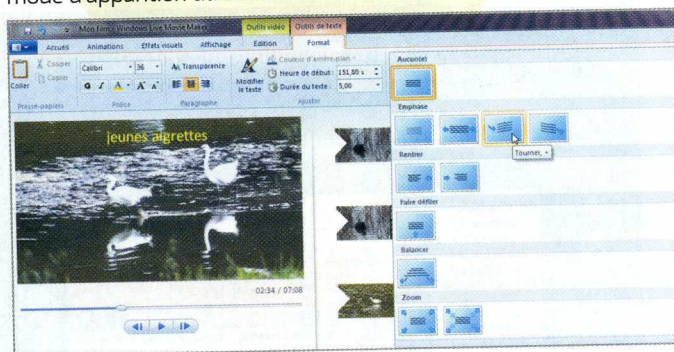 Mon film - Windows Live Movie Maker
Outils vidéo
Outils de texte
Accueil
Animations
Effets visuels
Affichage
Edition
Format
Couper
Copier
Coller
Presse-papiers
Calibri
36
G I A A A
Police
Transparence
Paragraphe
Modifier le texte
Couleur d'arrière-plan
Heure de début : 151,80 s
Durée du texte : 5,00
Ajuster
Aucun(e)
Emphase
Tourner, +
Rentrer
Faire défiler
Balancer
Zoom
jeunes aigrettes
02:34 / 07:08